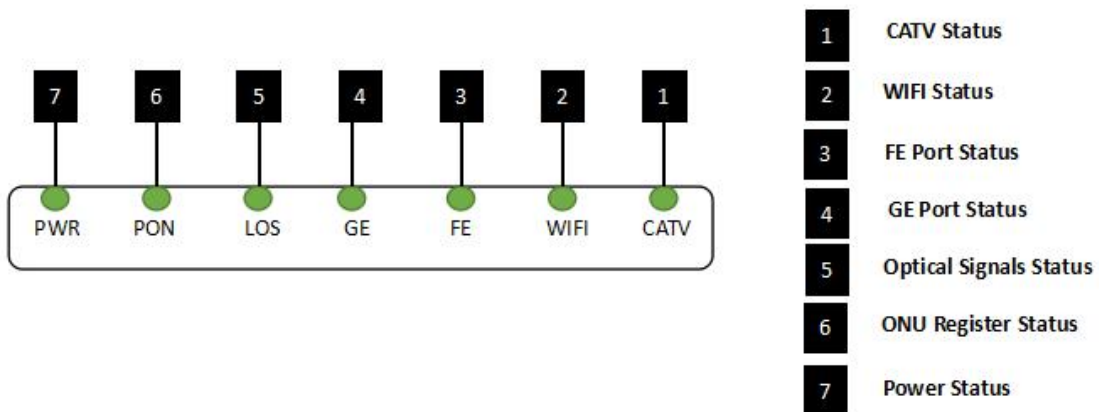 7 6 5 4 3 2 1
PWR PON LOS GE FE WIFI CATV
1 CATV Status
2 WIFI Status
3 FE Port Status
4 GE Port Status
5 Optical Signals Status
6 ONU Register Status
7 Power Status